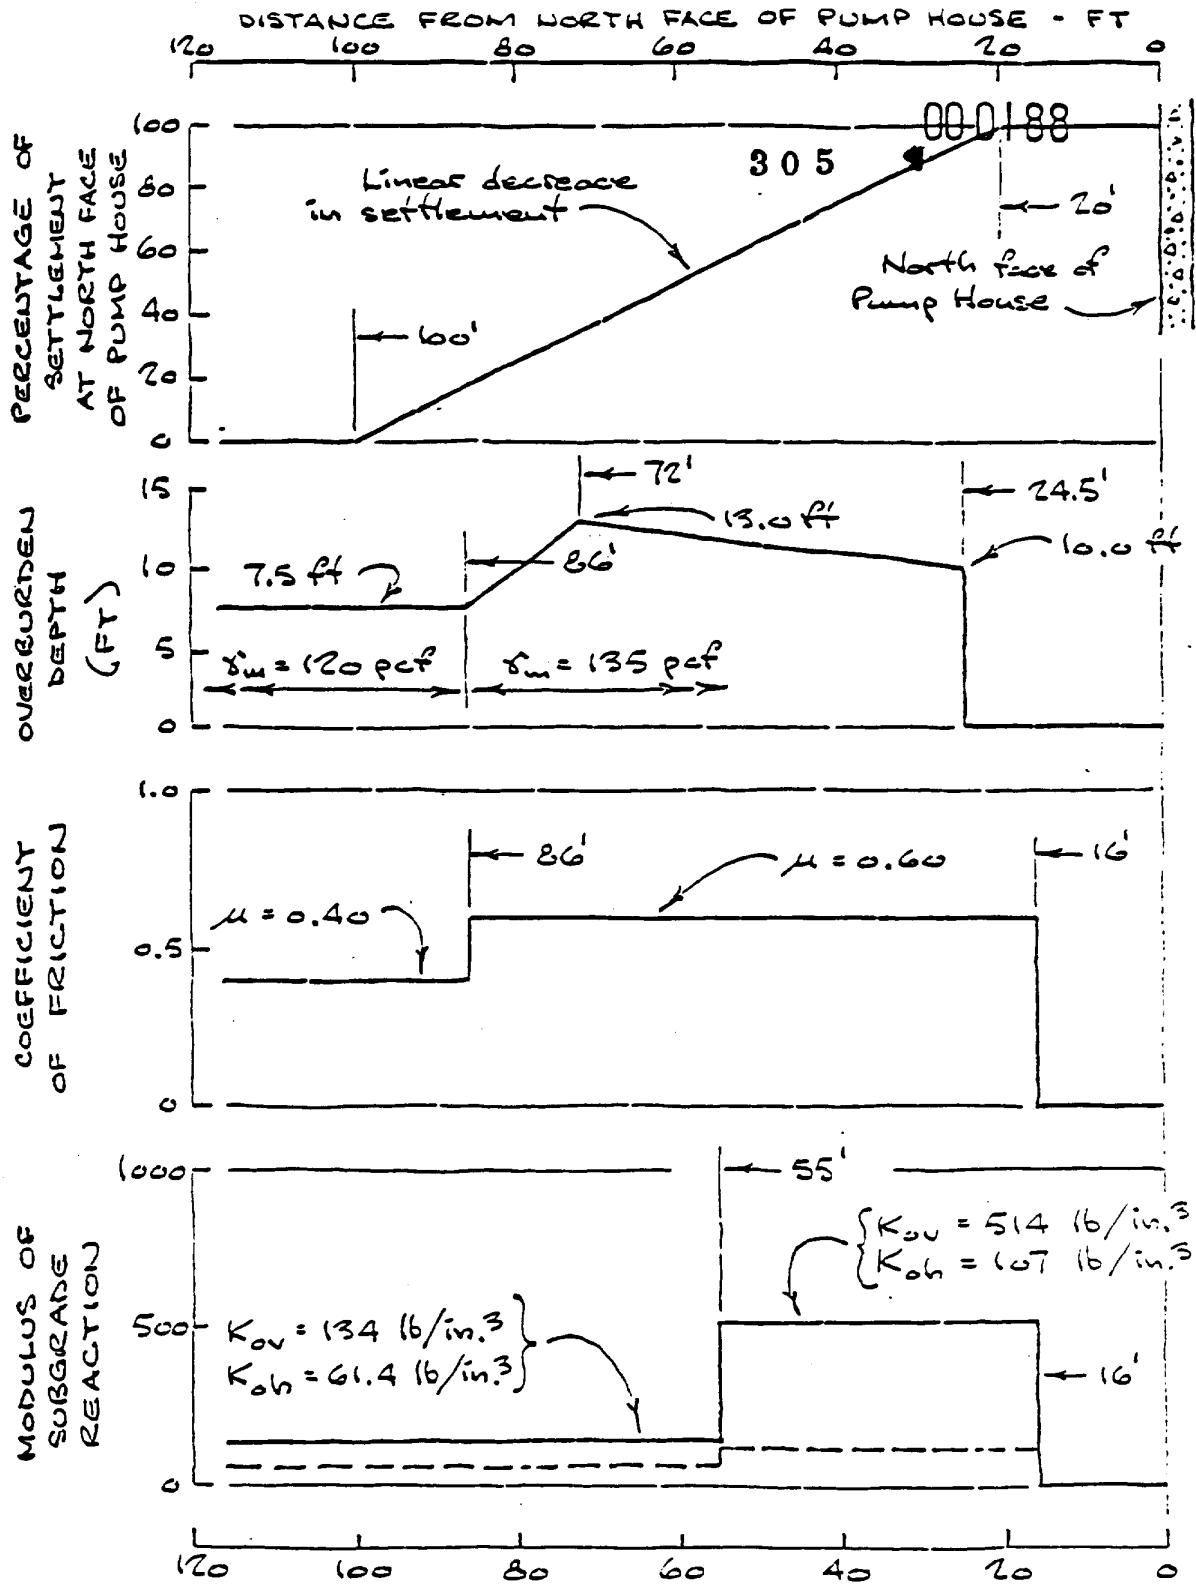 DISTANCE FROM NORTH FACE OF PUMP HOUSE - FT
120 100 80 60 40 20 0
PERCENTAGE OF
SETTLEMENT
AT NORTH FACE
OF PUMP HOUSE
100
80
60
40
20
0
000188
305
Linear decrease
in settlement
20'
North face of
Pump House
100'
OVERBURDEN
DEPTH
(FT)
15
10
5
0
72'
24.5'
13.0 ft
10.0 ft
86'
7.5 ft
γm = 120 pcf
γm = 135 pcf
COEFFICIENT
OF FRICTION
1.0
0.5
0
86'
μ = 0.60
16'
μ = 0.40
MODULUS OF
SUBGRADE
REACTION
1000
500
0
55'
Kov = 514 lb/in.3
Koh = 107 lb/in.3
Kov = 134 lb/in.3
Koh = 61.4 lb/in.3
16'
120 100 80 60 40 20 0